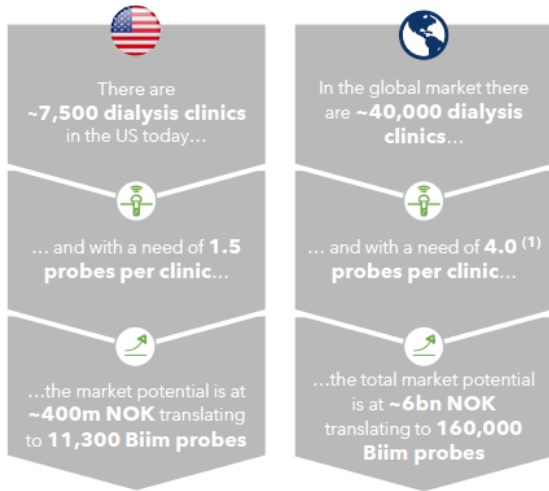 There are
~7,500 dialysis clinics
in the US today...
... and with a need of 1.5
probes per clinic...
...the market potential is at
~400m NOK translating
to 11,300 Biim probes
In the global market there
are ~40,000 dialysis
clinics...
... and with a need of 4.0 (1)
probes per clinic...
...the total market potential
is at ~6bn NOK
translating to 160,000
Biim probes